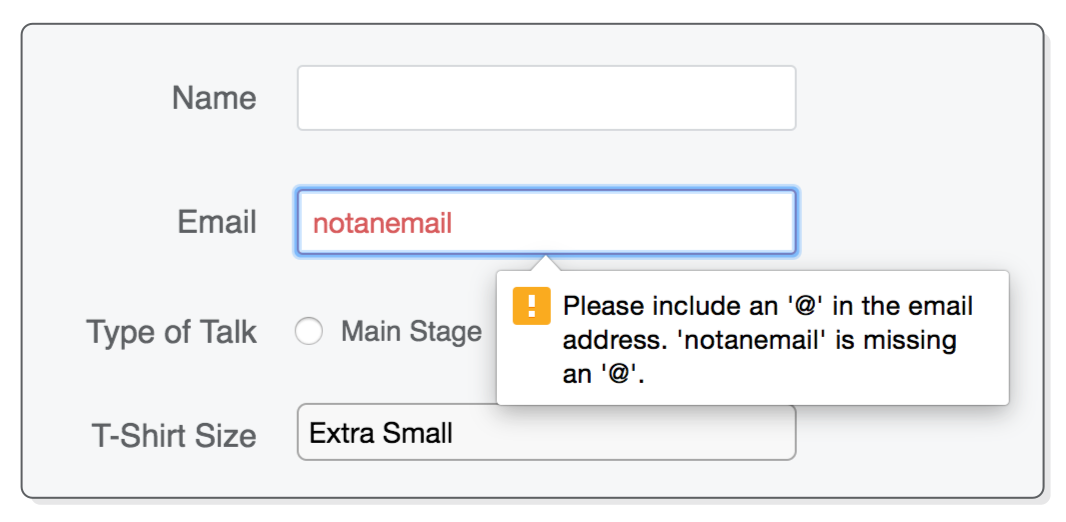 Name
Email
notanemail
Type of Talk
Main Stage
Please include an '@' in the email
address. 'notanemail' is missing
an '@'.
T-Shirt Size
Extra Small